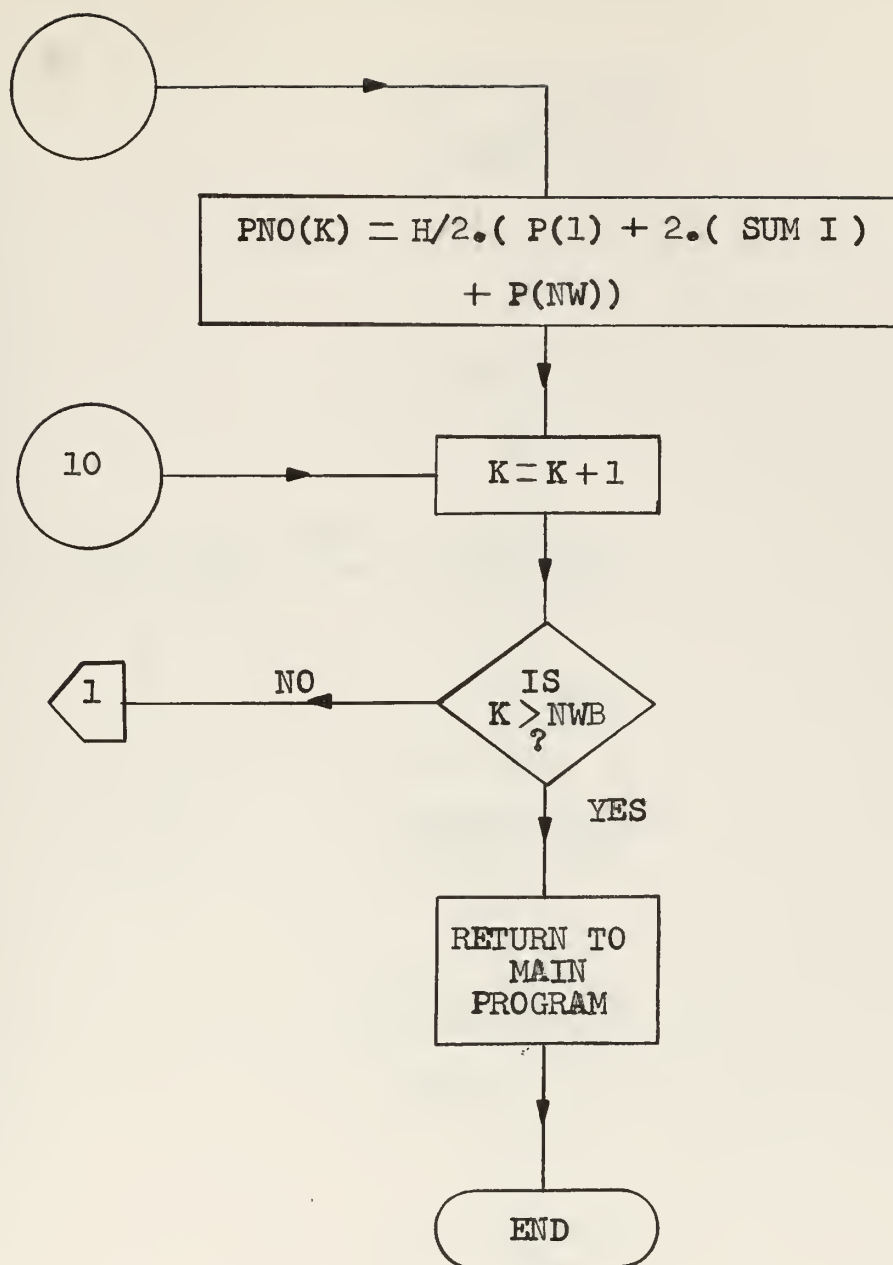 PNO(K) = H/2.( P(1) + 2.( SUM I )
+ P(NW))
10
K=K+1
1
NO
IS
K>NWB
?
YES
RETURN TO
MAIN
PROGRAM
END